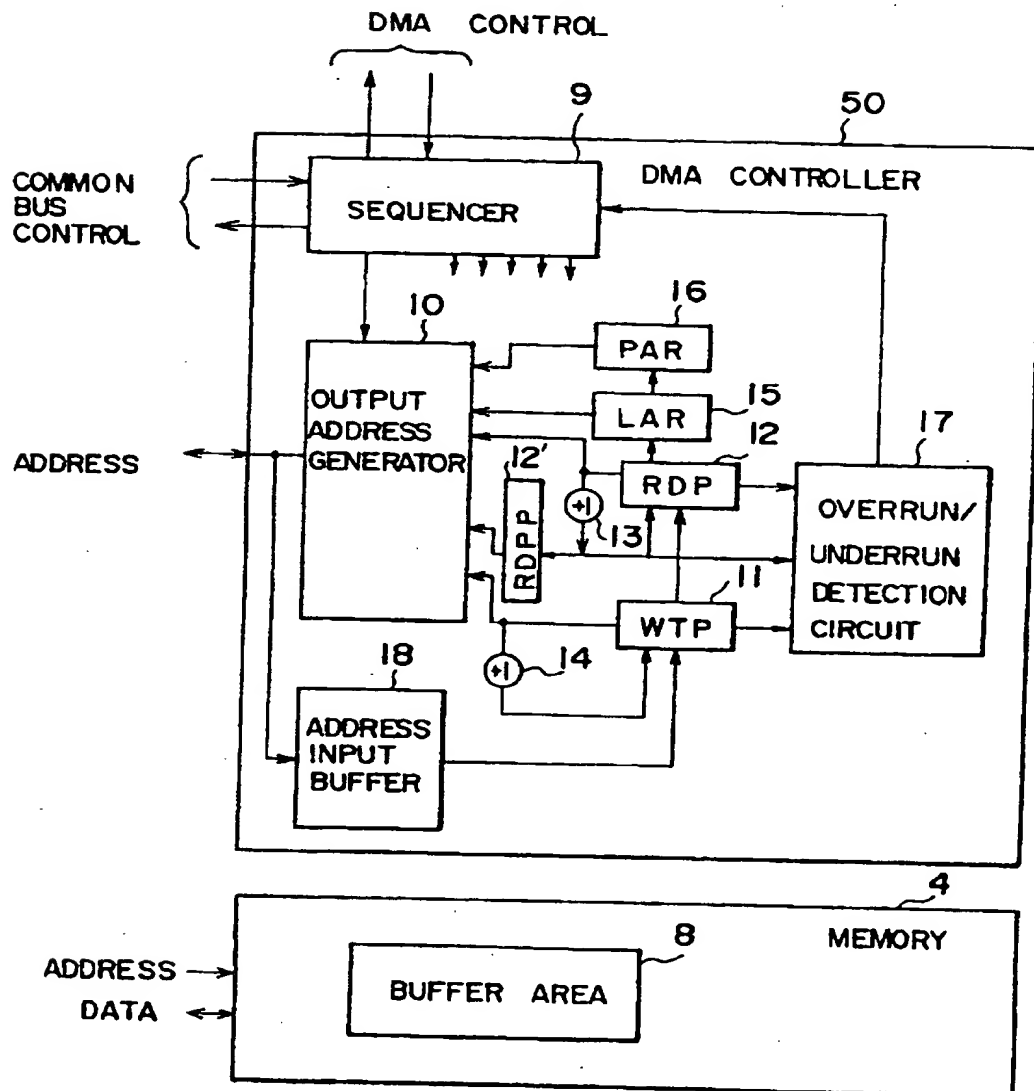 DMA CONTROL
9
50
COMMON
BUS
CONTROL
SEQUENCER
DMA CONTROLLER
10
16
PAR
OUTPUT
ADDRESS
GENERATOR
15
LAR
12
17
ADDRESS
12'
RDP
+1
13
RDPP
OVERRUN/
UNDERRUN
DETECTION
CIRCUIT
11
WTP
+1
14
18
ADDRESS
INPUT
BUFFER
4
MEMORY
8
ADDRESS
DATA
BUFFER AREA